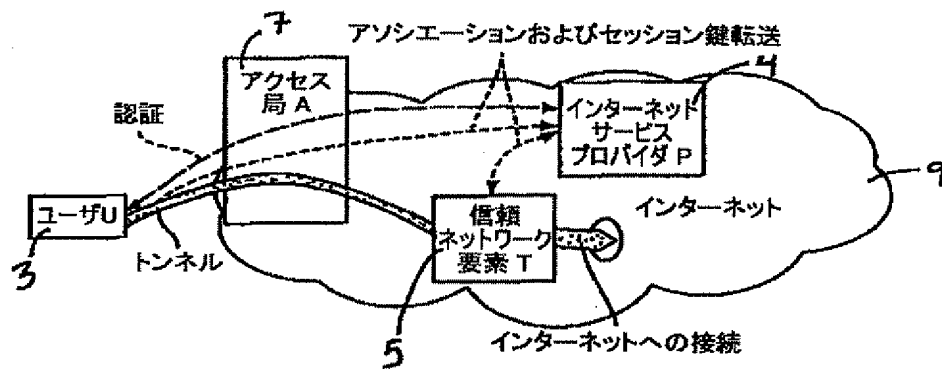 7
アソシエーションおよびセッション鍵転送
アクセス
局 A
4
認証
インターネット
サービス
プロバイダ P
9
ユーザU
信頼
ネットワーク
要素 T
インターネット
3
トンネル
5
インターネットへの接続